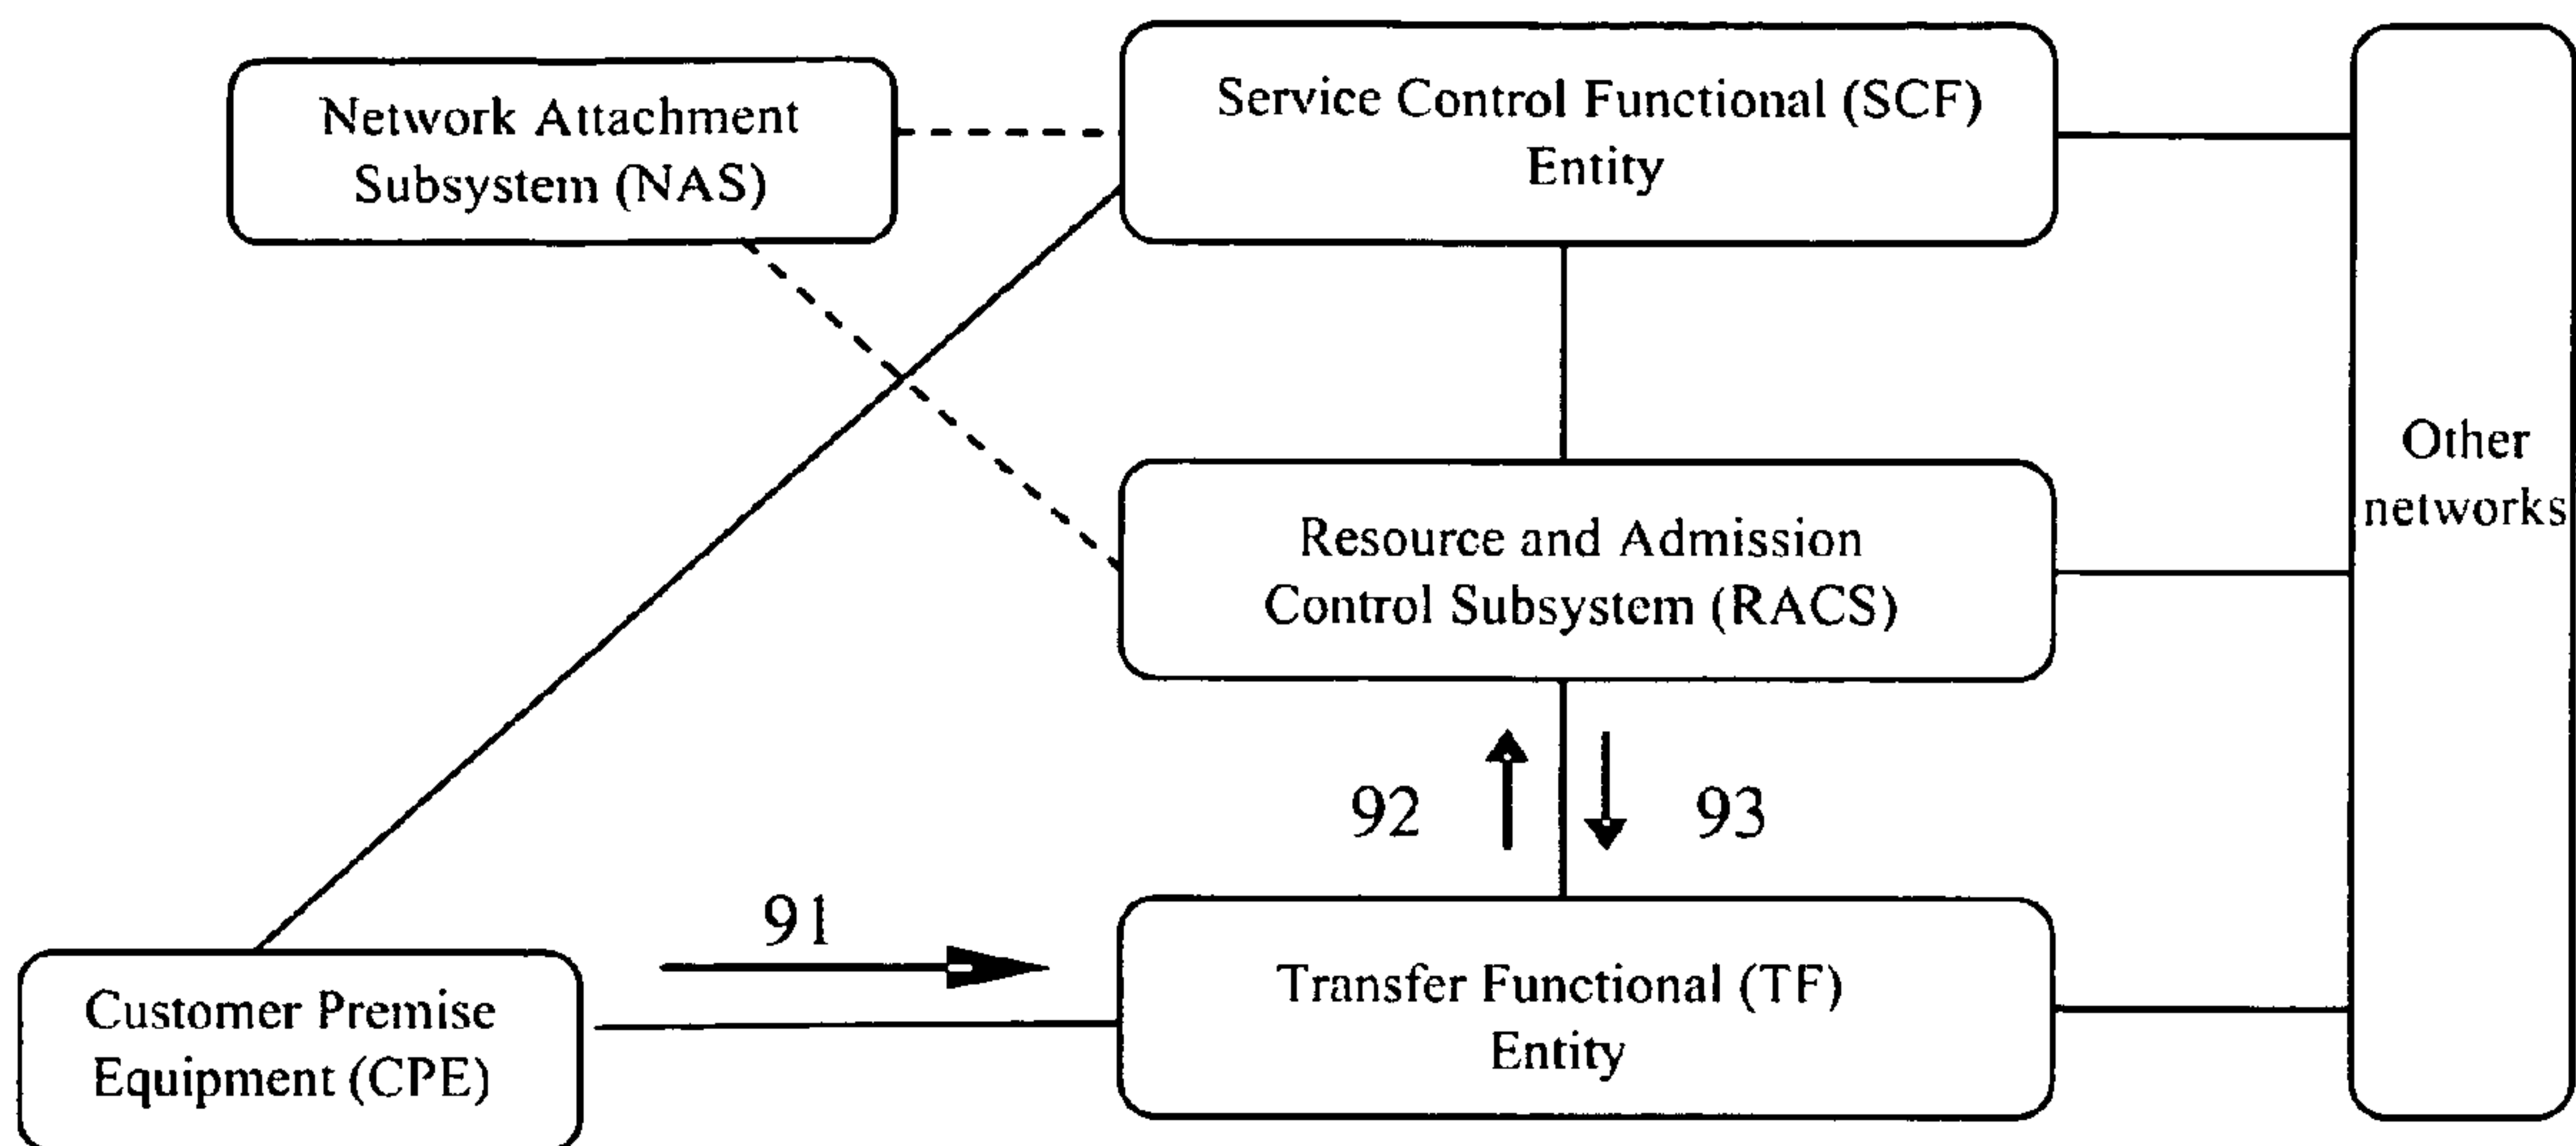 Network Attachment
Subsystem (NAS)
Service Control Functional (SCF)
Entity
Other
networks
Resource and Admission
Control Subsystem (RACS)
92
93
91
Customer Premise
Equipment (CPE)
Transfer Functional (TF)
Entity